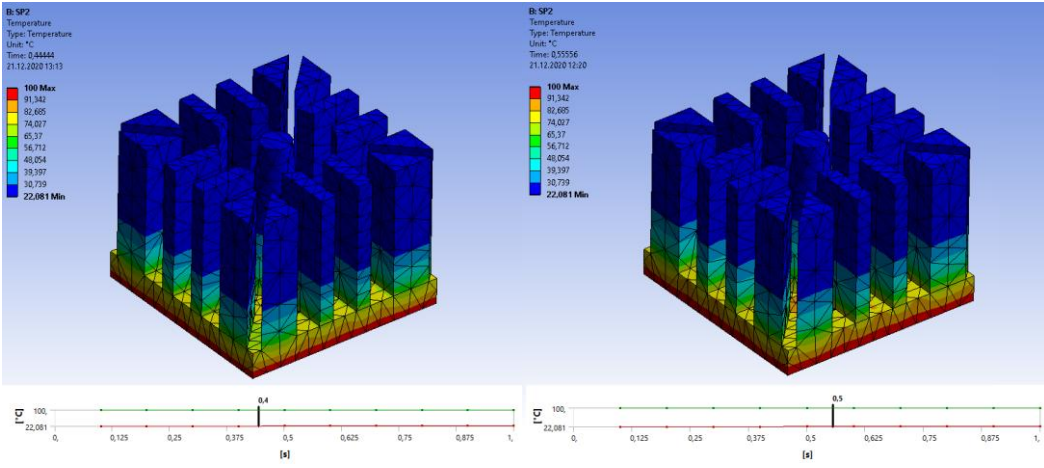 B: SP2
Temperature
Type: Temperature
Unit: °C
Time: 0,44444
21.12.2020 13:13
100 Max
91,342
82,685
74,027
65,37
56,712
48,054
39,397
30,739
22,081 Min
[°C]
100,
22,081
0,4
0,
0,125
0,25
0,375
0,5
0,625
0,75
0,875
1,
[s]
B: SP2
Temperature
Type: Temperature
Unit: °C
Time: 0,55556
21.12.2020 12:20
100 Max
91,342
82,685
74,027
65,37
56,712
48,054
39,397
30,739
22,081 Min
[°C]
100,
22,081
0,5
0,
0,125
0,25
0,375
0,5
0,625
0,75
0,875
1,
[s]